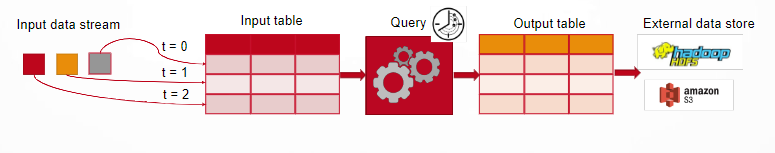 Input data stream
Input table
Query
Output table
External data store
t = 0
t = 1
t = 2
hadoop
HDFS
amazon
S3